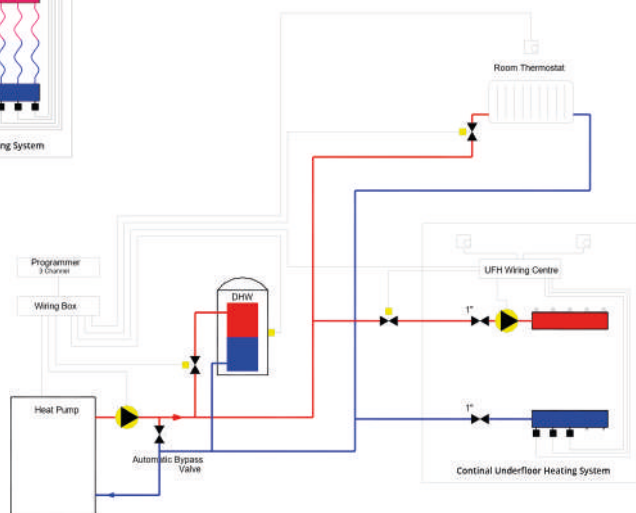 Room Thermostat
ng System
Programmer
3 Channel
UFH Wiring Centre
Wiring Box
DHW
1"
Heat Pump
1"
Automatic Bypass
Valve
Continal Underfloor Heating System